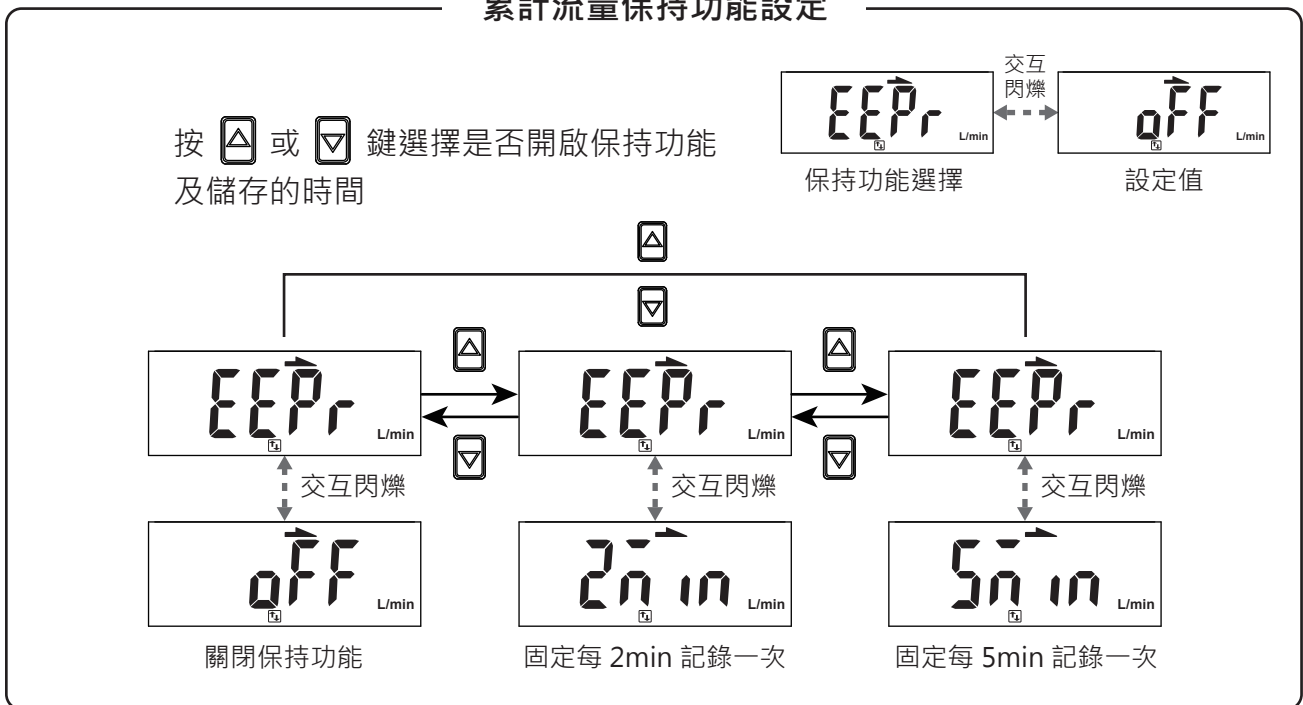 累計流量保持功能設定
交互
閃爍
EEPr L/min
oFF L/min
保持功能選擇
設定值
按 或 鍵選擇是否開啟保持功能
及儲存的時間
EEPr L/min
EEPr L/min
EEPr L/min
交互閃爍
交互閃爍
交互閃爍
oFF L/min
2min L/min
5min L/min
關閉保持功能
固定每 2min 記錄一次
固定每 5min 記錄一次